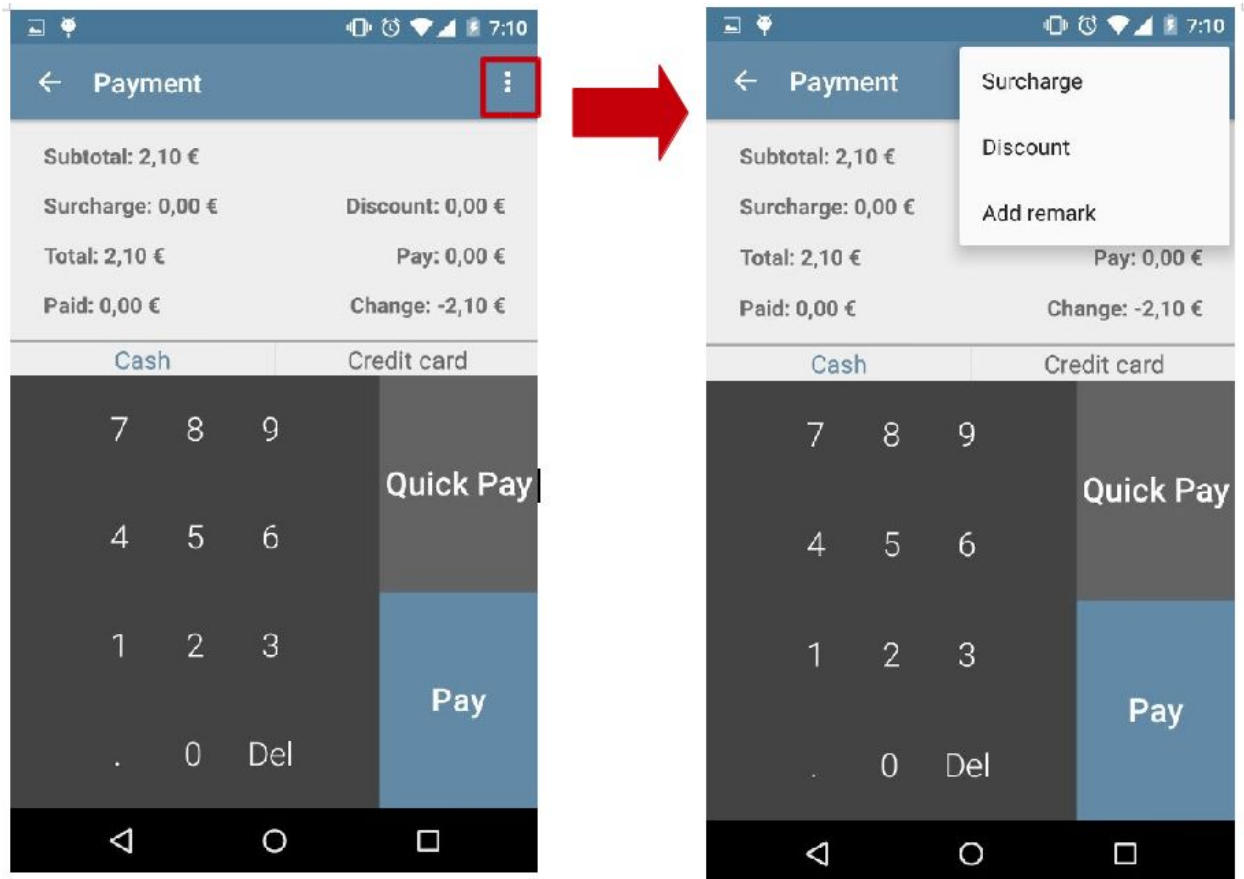 7:10
Payment
Subtotal: 2,10 €
Surcharge: 0,00 € Discount: 0,00 €
Total: 2,10 € Pay: 0,00 €
Paid: 0,00 € Change: -2,10 €
Cash Credit card
7 8 9
Quick Pay
4 5 6
1 2 3
Pay
. 0 Del
7:10
Payment
Surcharge
Discount
Add remark
Subtotal: 2,10 €
Surcharge: 0,00 €
Total: 2,10 € Pay: 0,00 €
Paid: 0,00 € Change: -2,10 €
Cash Credit card
7 8 9
Quick Pay
4 5 6
1 2 3
Pay
. 0 Del